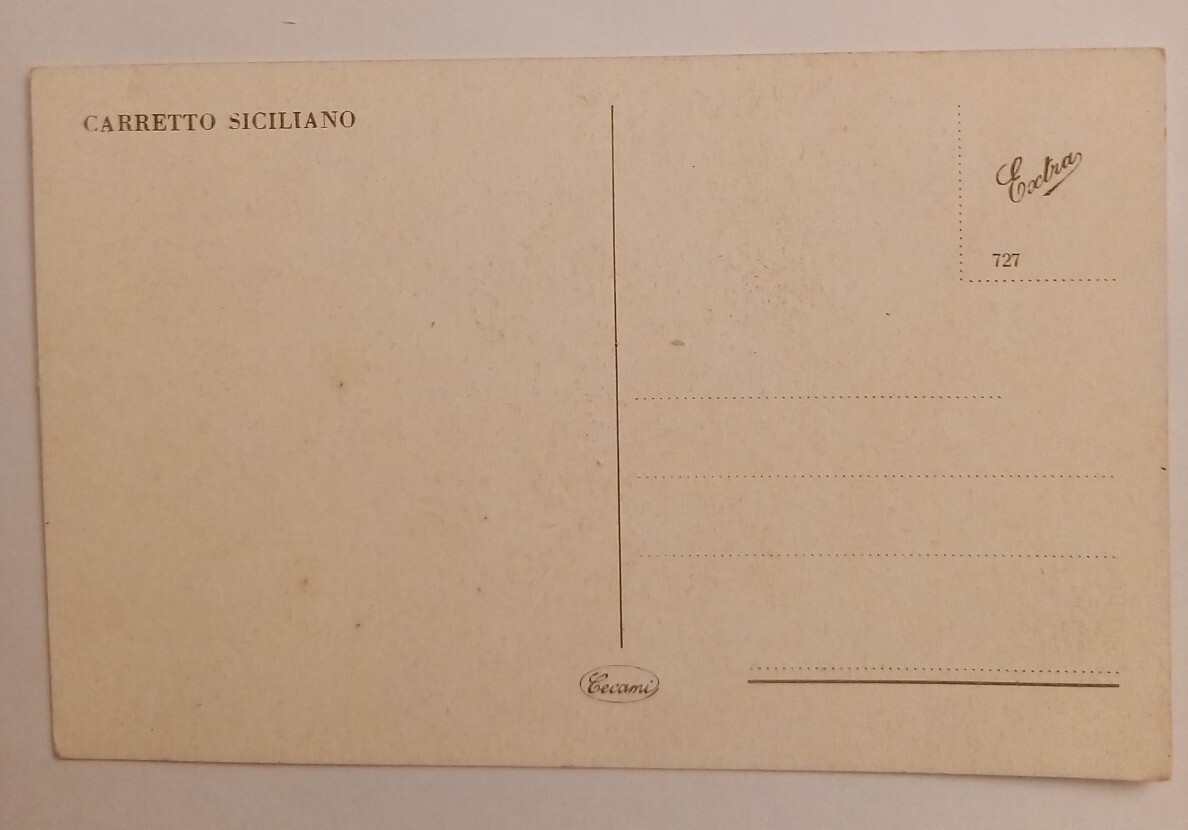 CARRETTO SICILIANO
Extra
727
Cecami